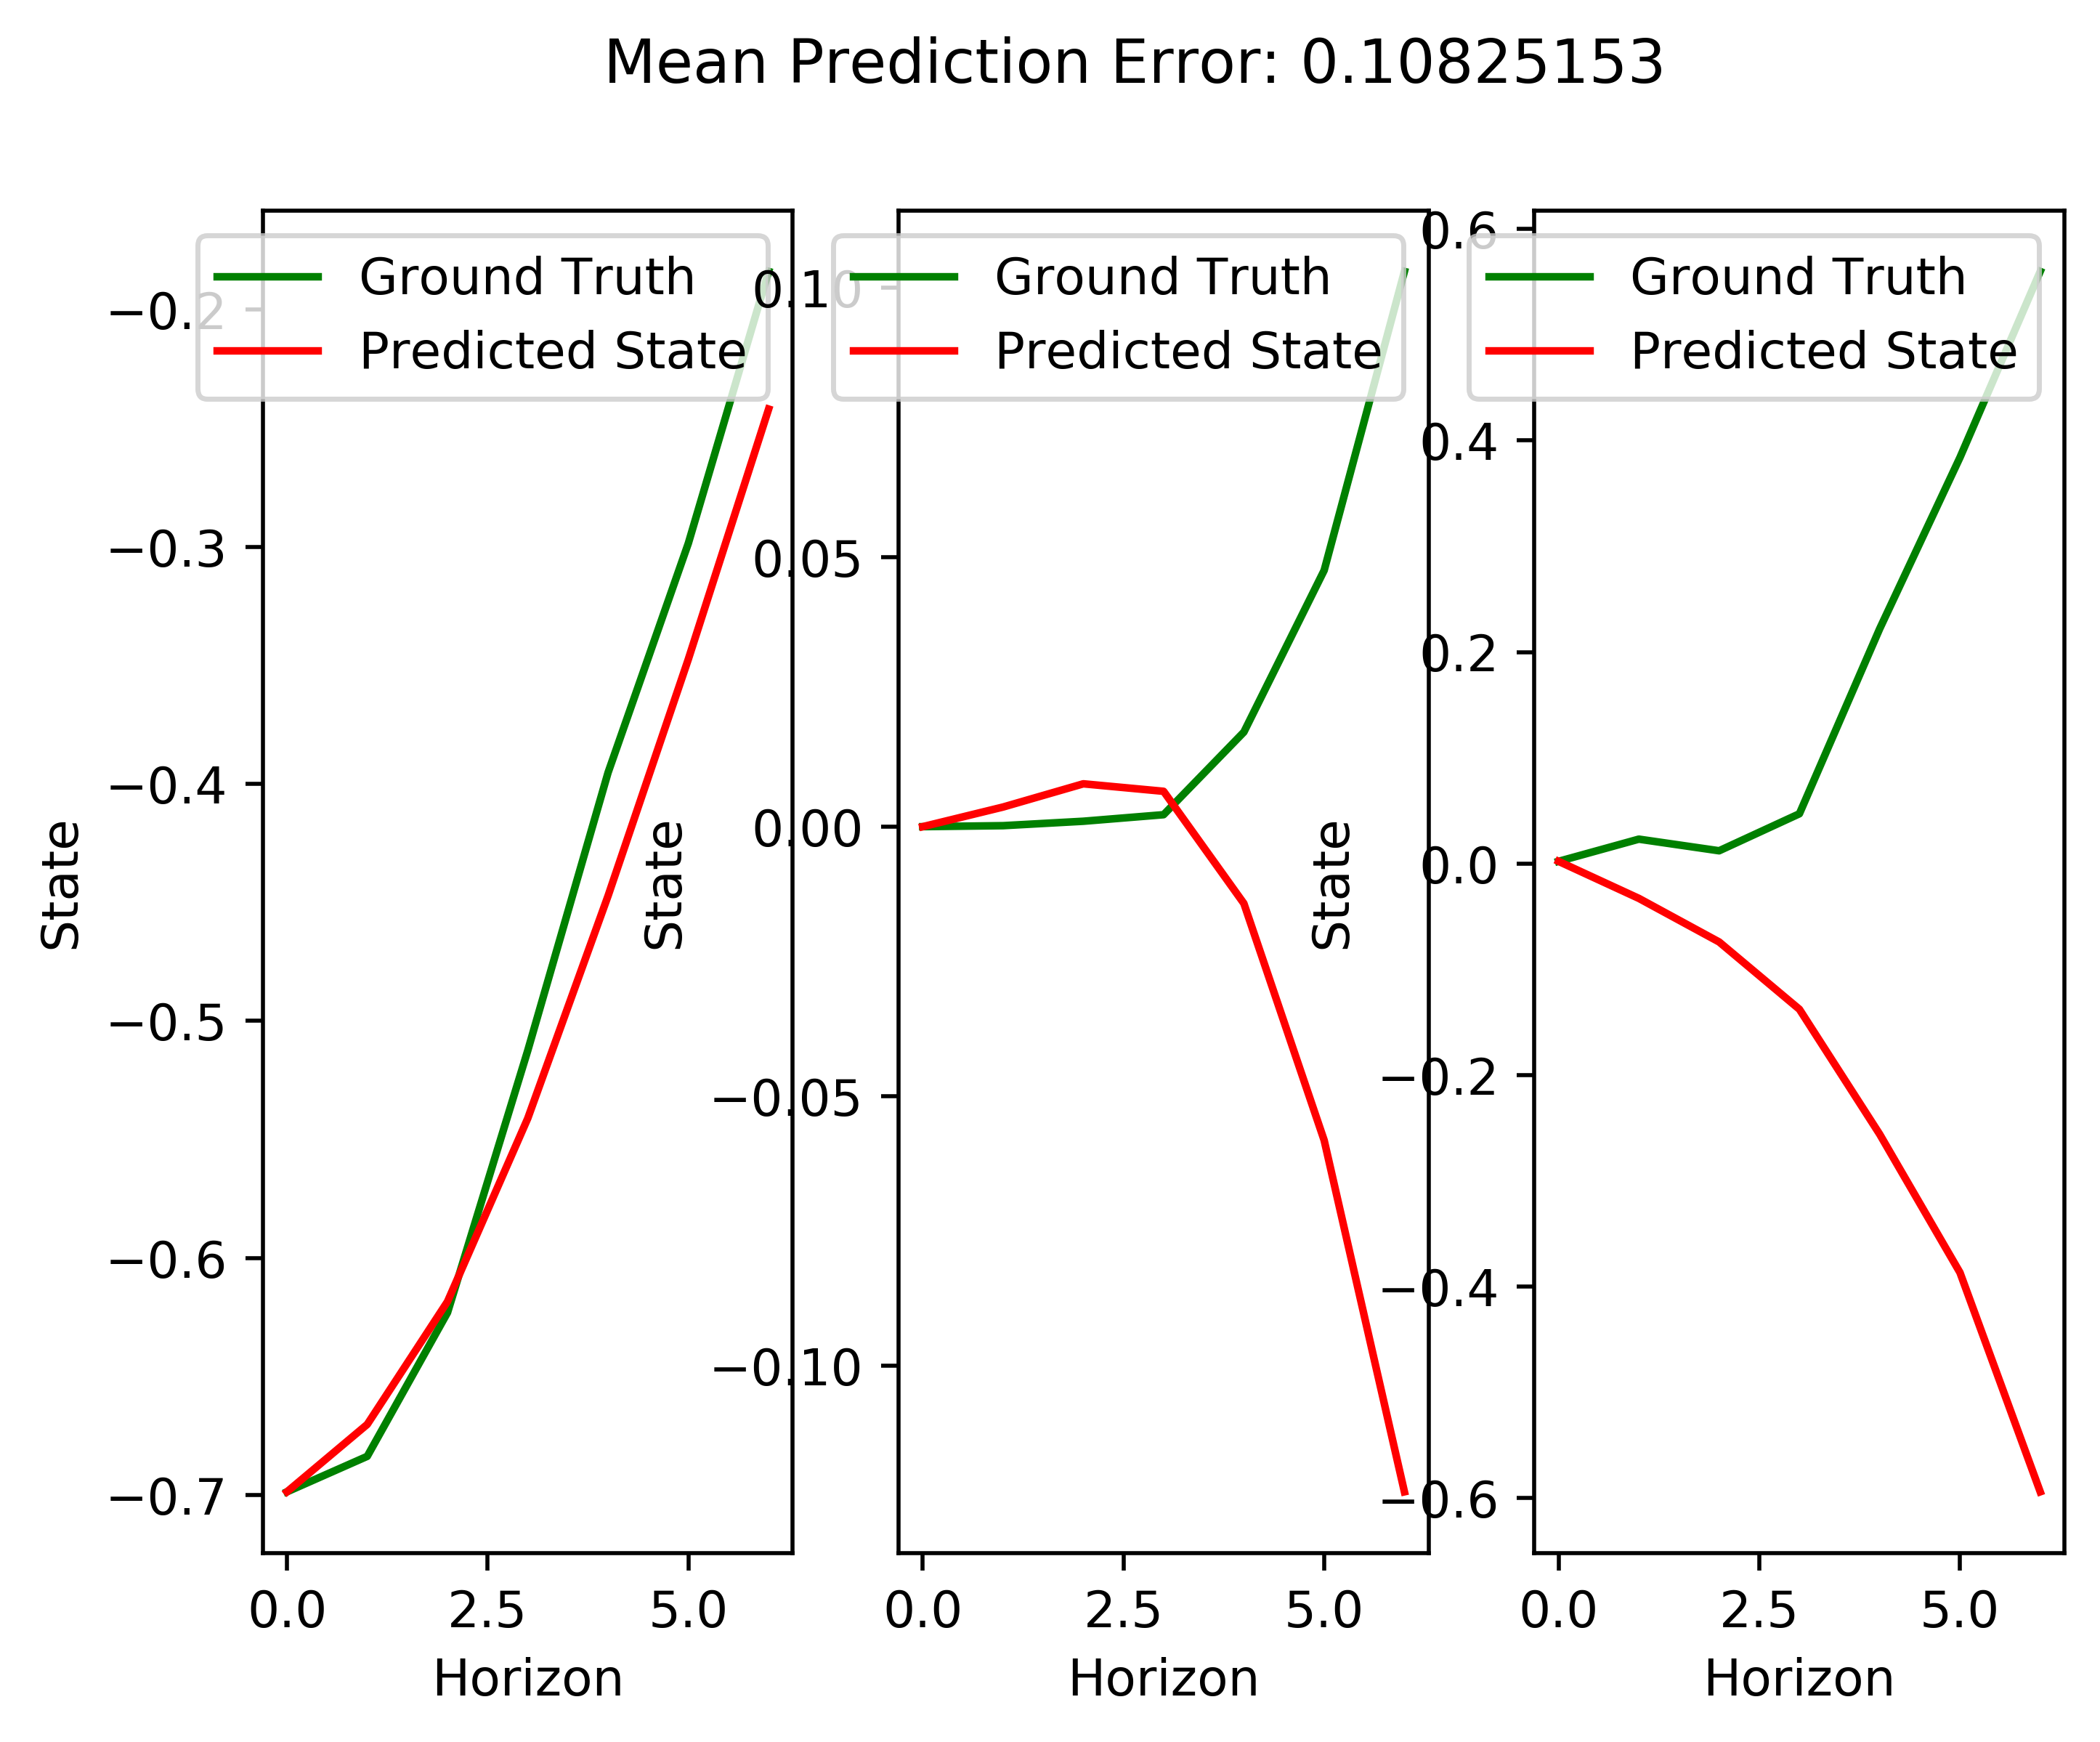 Mean Prediction Error: 0.10825153
Ground Truth
Predicted State
−0.2
−0.3
−0.4
−0.5
−0.6
−0.7
State
0.0 2.5 5.0
Horizon
Ground Truth
Predicted State
0.10
0.05
0.00
−0.05
−0.10
State
0.0 2.5 5.0
Horizon
Ground Truth
Predicted State
0.6
0.4
0.2
0.0
−0.2
−0.4
−0.6
State
0.0 2.5 5.0
Horizon